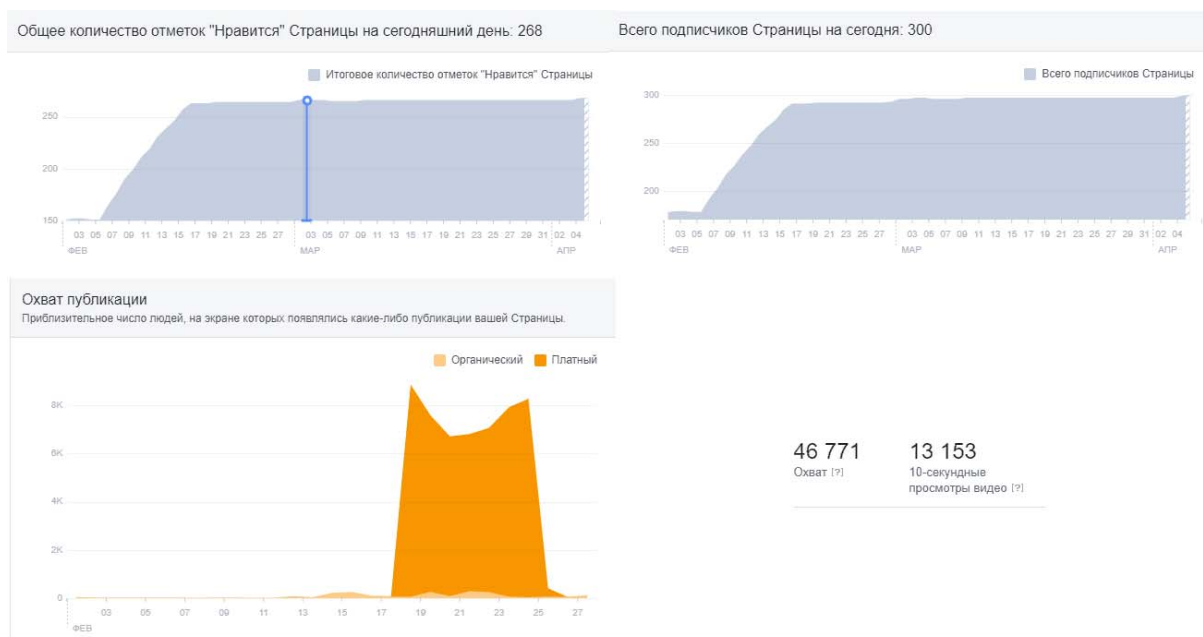 Общее количество отметок "Нравится" Страницы на сегодняшний день: 268
Итоговое количество отметок "Нравится" Страницы
250
200
150
03 05 07 09 11 13 15 17 19 21 23 25 27 03 05 07 09 11 13 15 17 19 21 23 25 27 29 31 02 04
ФЕВ МАР АПР
Всего подписчиков Страницы на сегодня: 300
Всего подписчиков Страницы
300
250
200
03 05 07 09 11 13 15 17 19 21 23 25 27 03 05 07 09 11 13 15 17 19 21 23 25 27 29 31 02 04
ФЕВ МАР АПР
Охват публикации
Приблизительное число людей, на экране которых появлялись какие-либо публикации вашей Страницы.
Органический Платный
8K
6K
4K
2K
0
03 05 07 09 11 13 15 17 19 21 23 25 27
ФЕВ
46 771 13 153
Охват [?] 10-секундные
просмотры видео [?]